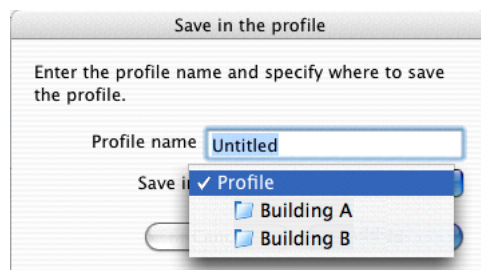 Save in the profile
Enter the profile name and specify where to save
the profile.
Profile name Untitled
Save in ✓ Profile
Building A
Building B